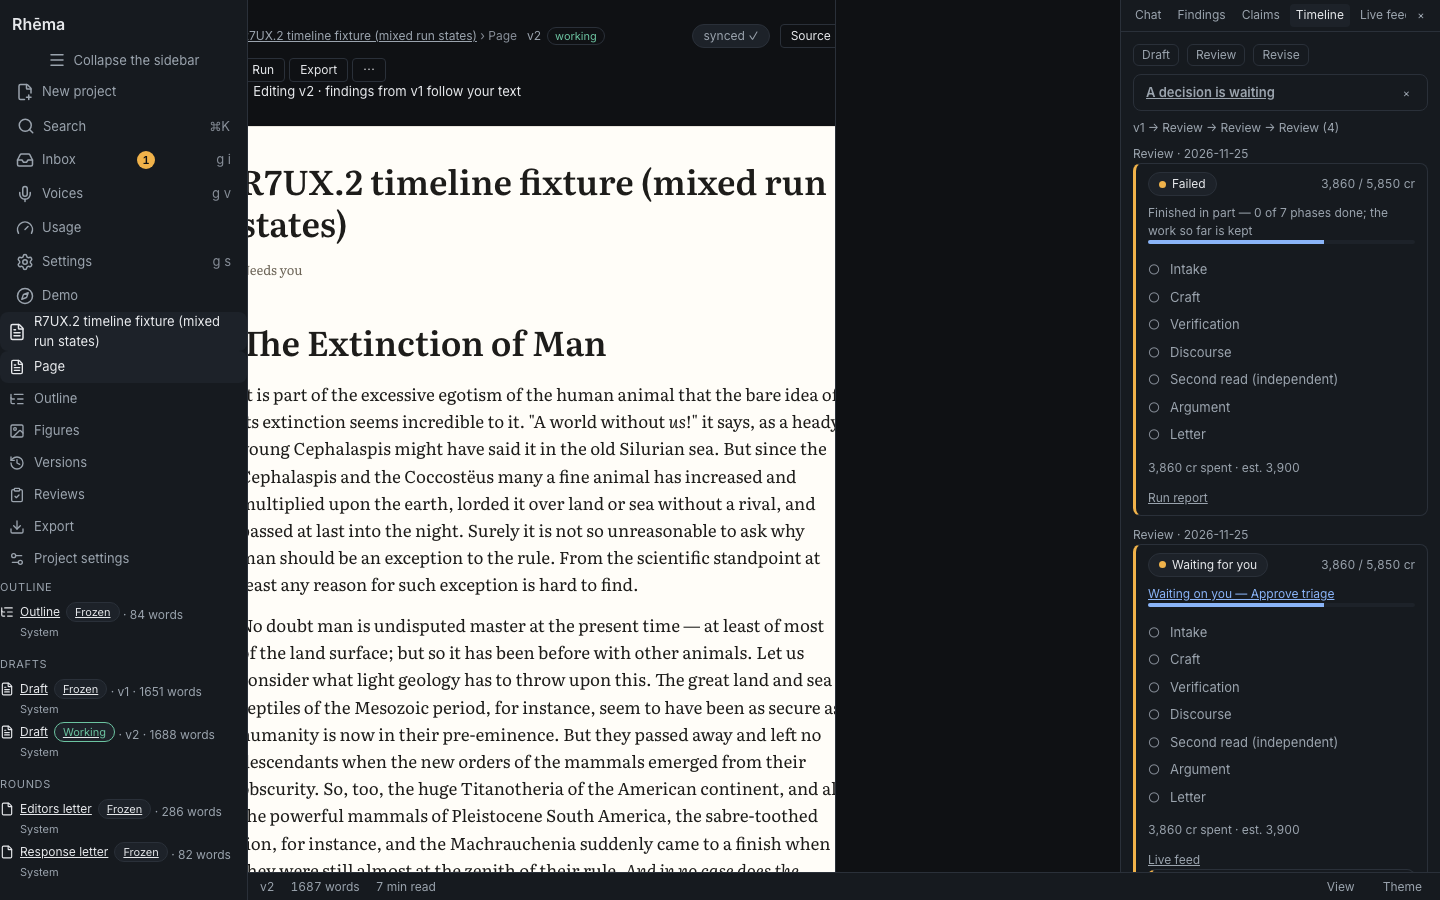 Rhēma
Collapse the sidebar
New project
Search ⌘K
Inbox 1 g i
Voices g v
Usage
Settings g s
Demo
R7UX.2 timeline fixture (mixed
run states)
Page
Outline
Figures
Versions
Reviews
Export
Project settings
OUTLINE
Outline Frozen · 84 words
System
DRAFTS
Draft Frozen · v1 · 1651 words
System
Draft Working · v2 · 1688 words
System
ROUNDS
Editors letter Frozen · 286 words
System
Response letter Frozen · 82 words
System
7UX.2 timeline fixture (mixed run states) › Page v2 working synced ✓ Source
Run Export ···
Editing v2 · findings from v1 follow your text
R7UX.2 timeline fixture (mixed run
states)
Needs you
The Extinction of Man
It is part of the excessive egotism of the human animal that the bare idea of
its extinction seems incredible to it. "A world without us!" it says, as a heady
young Cephalaspis might have said it in the old Silurian sea. But since the
Cephalaspis and the Coccostëus many a fine animal has increased and
multiplied upon the earth, lorded it over land or sea without a rival, and
passed at last into the night. Surely it is not so unreasonable to ask why
man should be an exception to the rule. From the scientific standpoint at
least any reason for such exception is hard to find.
No doubt man is undisputed master at the present time — at least of most
of the land surface; but so it has been before with other animals. Let us
consider what light geology has to throw upon this. The great land and sea
reptiles of the Mesozoic period, for instance, seem to have been as secure as
humanity is now in their pre-eminence. But they passed away and left no
descendants when the new orders of the mammals emerged from their
obscurity. So, too, the huge Titanotheria of the American continent, and al
the powerful mammals of Pleistocene South America, the sabre-toothed
lion, for instance, and the Machrauchenia suddenly came to a finish when
they were still almost at the zenith of their rule. And in no case does the
v2 1687 words 7 min read View Theme
Chat Findings Claims Timeline Live fee ×
Draft Review Revise
A decision is waiting ×
v1 → Review → Review → Review (4)
Review · 2026-11-25
Failed 3,860 / 5,850 cr
Finished in part — 0 of 7 phases done; the
work so far is kept
Intake
Craft
Verification
Discourse
Second read (independent)
Argument
Letter
3,860 cr spent · est. 3,900
Run report
Review · 2026-11-25
Waiting for you 3,860 / 5,850 cr
Waiting on you — Approve triage
Intake
Craft
Verification
Discourse
Second read (independent)
Argument
Letter
3,860 cr spent · est. 3,900
Live feed